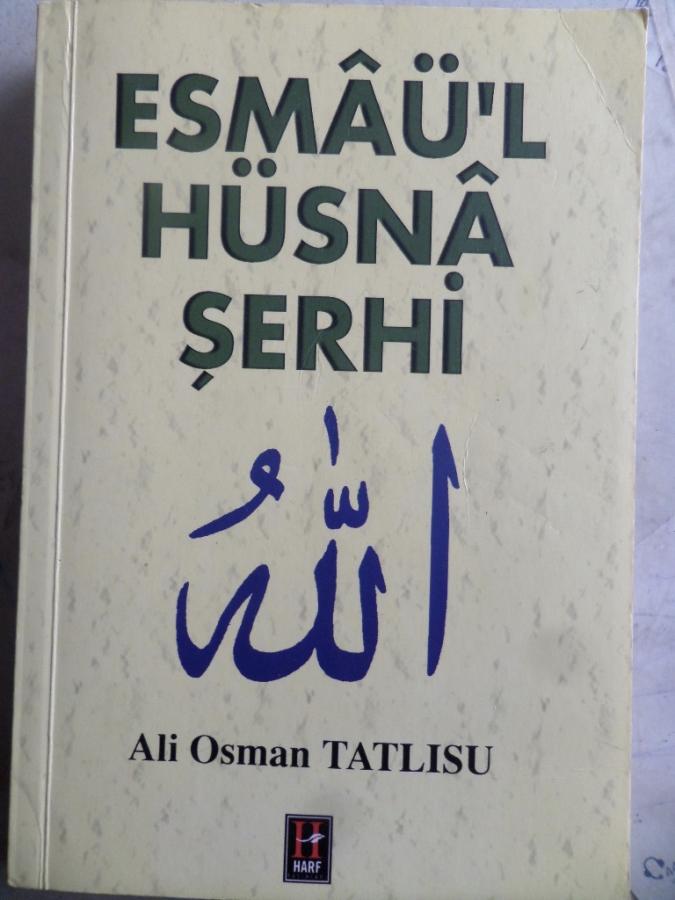 ESMÂÜ'L
HÜSNÂ
ŞERHİ
اللهُ
Ali Osman TATLISU
H
HARF